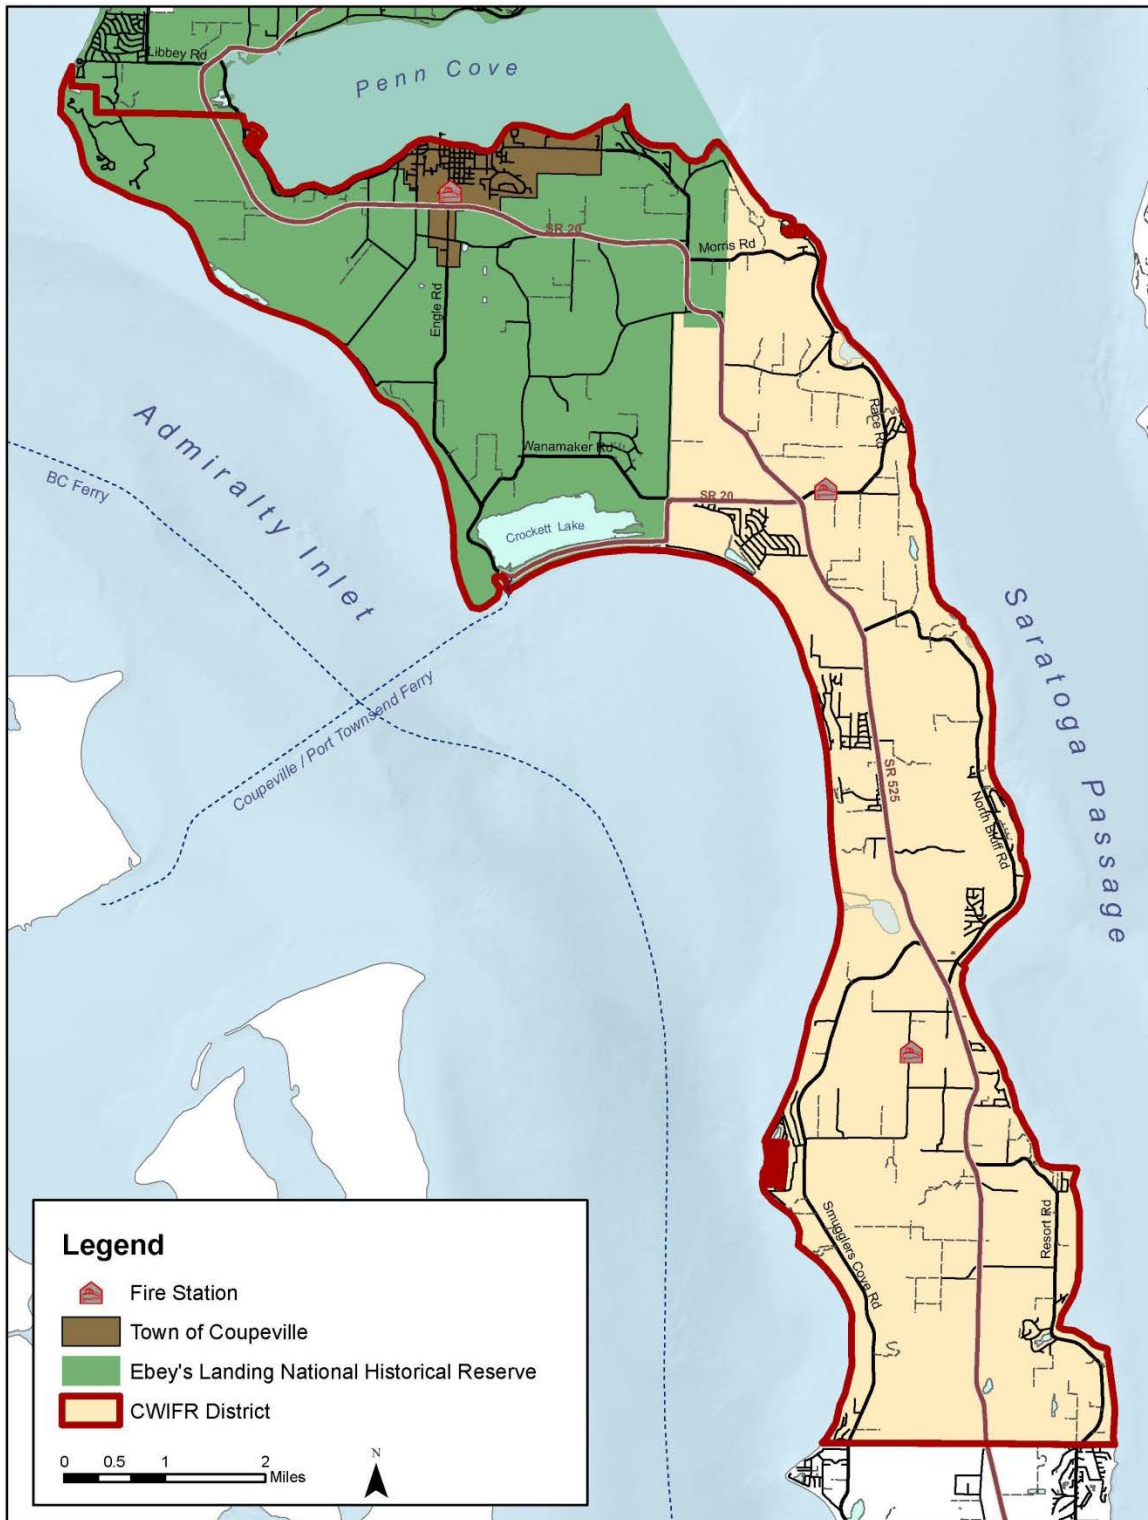 Libbey Rd
Penn Cove
SR 20
Morris Rd
Engle Rd
Race Rd
Admiralty Inlet
Wanamaker Rd
BC Ferry
SR 20
Crockett Lake
Saratoga Passage
Coupeville / Port Townsend Ferry
SR 525
North Bluff Rd
Smugglers Cove Rd
Resort Rd
Legend
Fire Station
Town of Coupeville
Ebey's Landing National Historical Reserve
CWIFR District
N
0 0.5 1 2
Miles